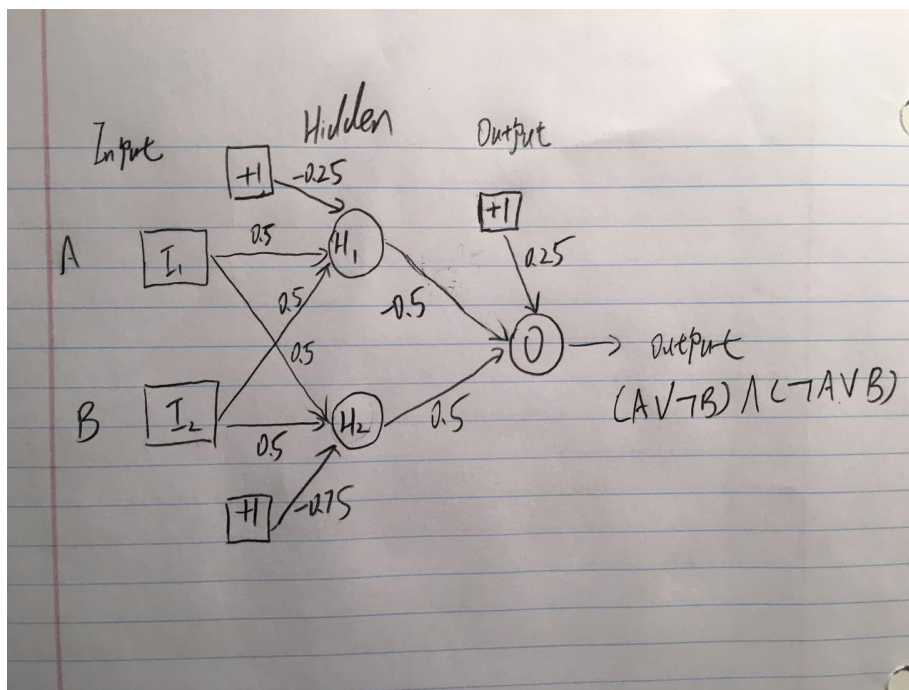 Input Hidden Output
+1 -0.25
+1
A I₁ 0.5 H₁ 0.25
0.5 -0.5
0.5 O output
B I₂ 0.5 H₂ 0.5 (A∨¬B)∧(¬A∨B)
+1 -0.75